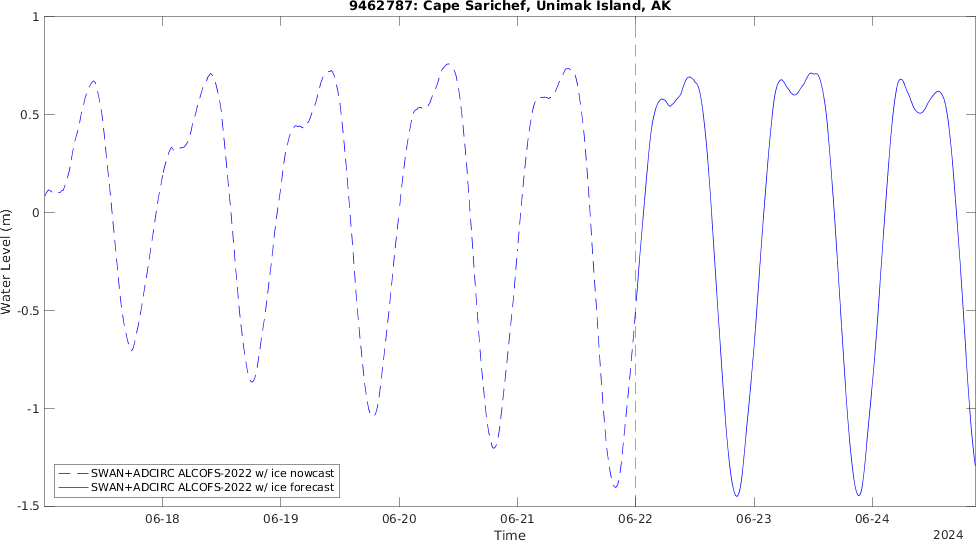 9462787: Cape Sarichef, Unimak Island, AK
1
0.5
0
-0.5
-1
-1.5
Water Level (m)
SWAN+ADCIRC ALCOFS-2022 w/ ice nowcast
SWAN+ADCIRC ALCOFS-2022 w/ ice forecast
06-18 06-19 06-20 06-21 06-22 06-23 06-24
Time
2024